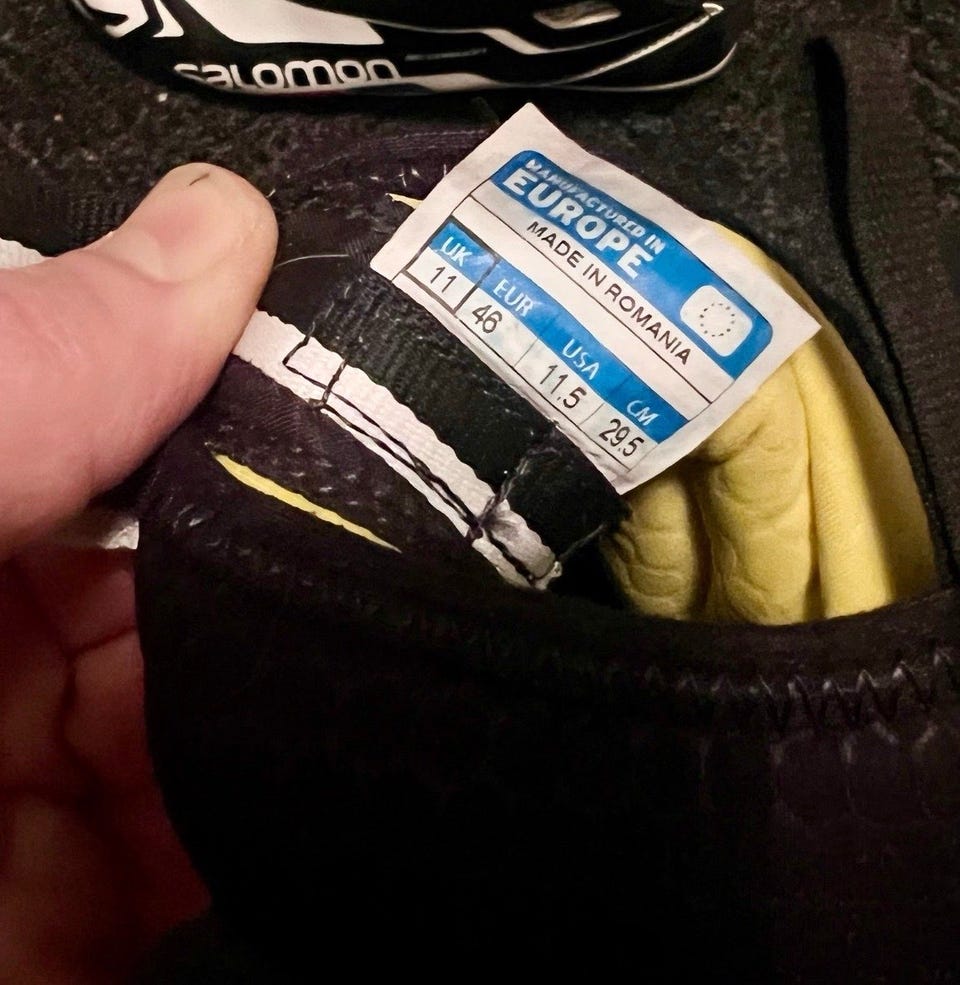 SALOMON
MANUFACTURED IN
EUROPE
MADE IN ROMANIA
UK EUR USA CM
11 46 11.5 29.5